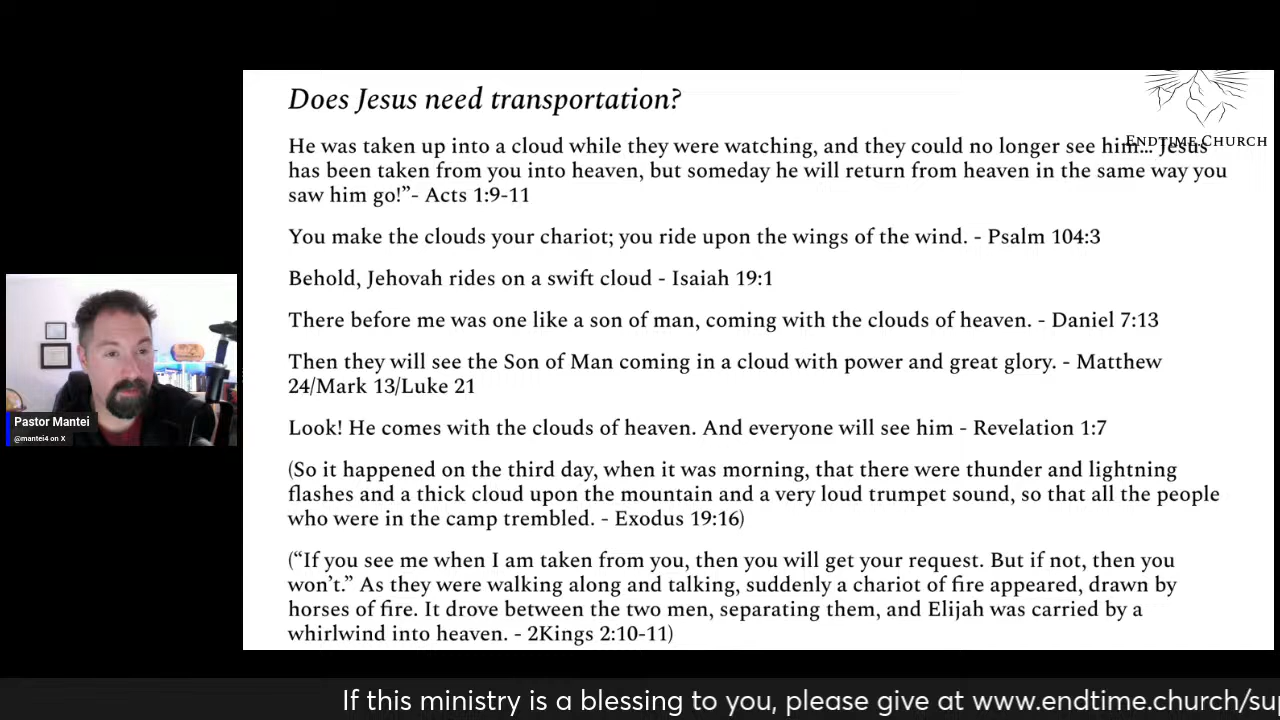 Does Jesus need transportation?
ENDTIME CHURCH
He was taken up into a cloud while they were watching, and they could no longer see him... Jesus
has been taken from you into heaven, but someday he will return from heaven in the same way you
saw him go!”- Acts 1:9-11
You make the clouds your chariot; you ride upon the wings of the wind. - Psalm 104:3
Behold, Jehovah rides on a swift cloud - Isaiah 19:1
There before me was one like a son of man, coming with the clouds of heaven. - Daniel 7:13
Then they will see the Son of Man coming in a cloud with power and great glory. - Matthew
24/Mark 13/Luke 21
Look! He comes with the clouds of heaven. And everyone will see him - Revelation 1:7
(So it happened on the third day, when it was morning, that there were thunder and lightning
flashes and a thick cloud upon the mountain and a very loud trumpet sound, so that all the people
who were in the camp trembled. - Exodus 19:16)
(“If you see me when I am taken from you, then you will get your request. But if not, then you
won’t.” As they were walking along and talking, suddenly a chariot of fire appeared, drawn by
horses of fire. It drove between the two men, separating them, and Elijah was carried by a
whirlwind into heaven. - 2Kings 2:10-11)
Pastor Mantei
@mantei4 on X
If this ministry is a blessing to you, please give at www.endtime.church/sup